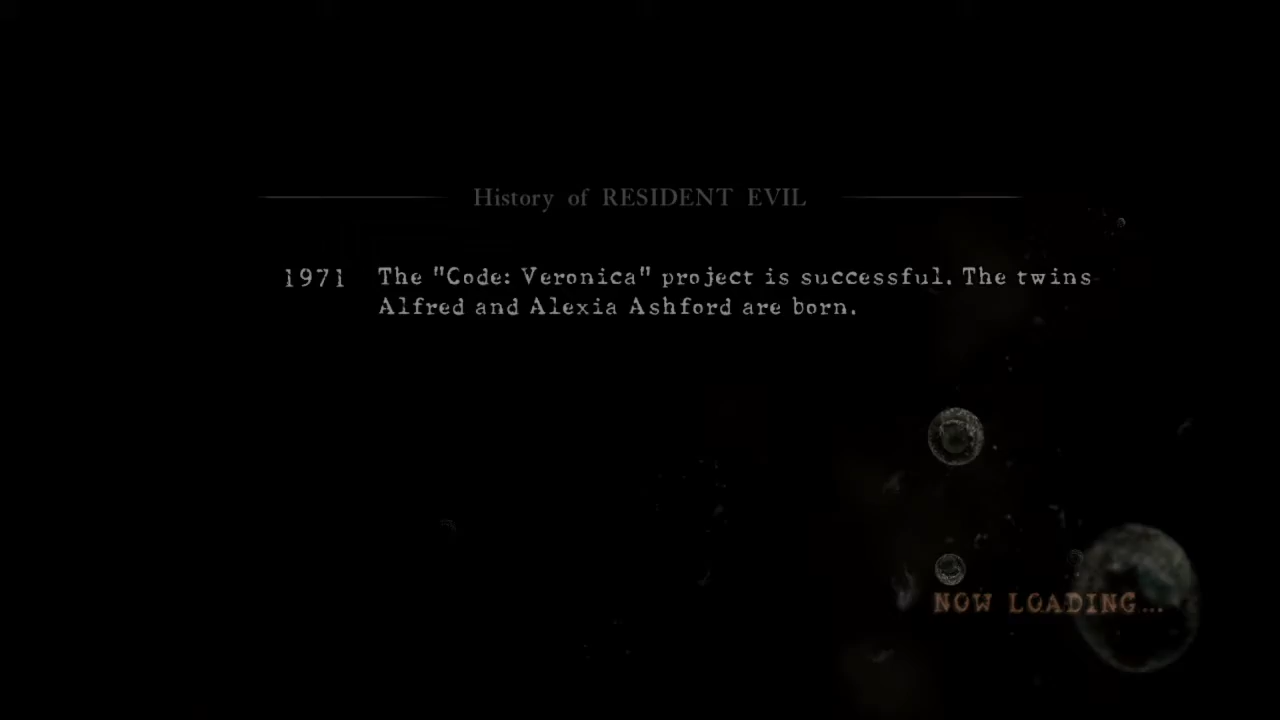 History of RESIDENT EVIL
1971 The "Code: Veronica" project is successful. The twins
Alfred and Alexia Ashford are born.
NOW LOADING...